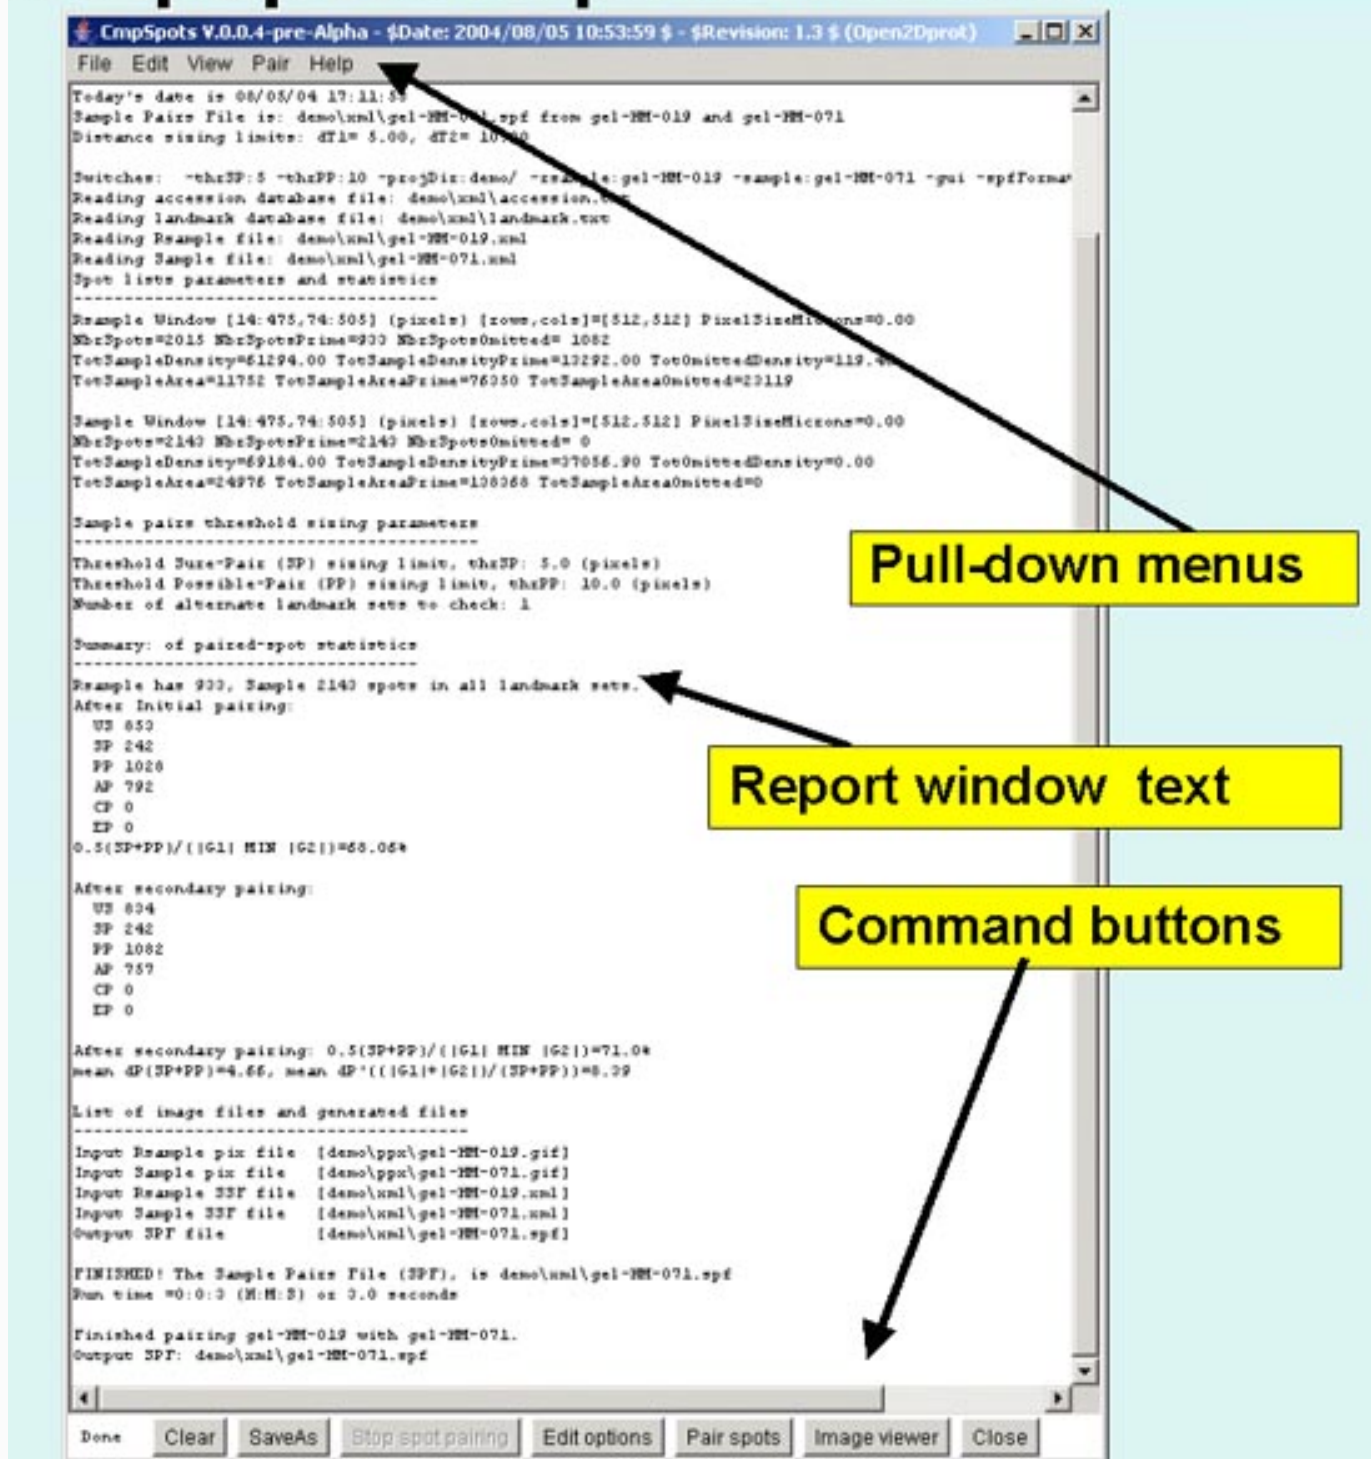 CmpSpots V.0.0.4-pre-Alpha - $Date: 2004/08/05 10:53:59 $ - $Revision: 1.3 $ (Open2Dprot)
File Edit View Pair Help
Today's date is 08/05/04 17:11:55
Sample Pairs File is: demo\xml\gel-HM-071.spf from gel-HM-019 and gel-HM-071
Distance sizing limits: dT1= 5.00, dT2= 10.00
Switches: -thrSP:5 -thrPP:10 -projDir:demo/ -rsample:gel-HM-019 -sample:gel-HM-071 -gui -spfForma
Reading accession database file: demo\xml\accession.txt
Reading landmark database file: demo\xml\landmark.txt
Reading Rsample file: demo\xml\gel-HM-019.xml
Reading Sample file: demo\xml\gel-HM-071.xml
Spot lists parameters and statistics
----------------------------------------
Rsample Window [14:475,74:505] (pixels) [rows,cols]=[512,512] PixelSizeMicrons=0.00
NbrSpots=2015 NbrSpotsPrime=933 NbrSpotsOmitted= 1082
TotSampleDensity=61294.00 TotSampleDensityPrime=13292.00 TotOmittedDensity=119.4
TotSampleArea=11752 TotSampleAreaPrime=76350 TotSampleAreaOmitted=23119
Sample Window [14:475,74:505] (pixels) [rows,cols]=[512,512] PixelSizeMicrons=0.00
NbrSpots=2143 NbrSpotsPrime=2143 NbrSpotsOmitted= 0
TotSampleDensity=69184.00 TotSampleDensityPrime=37056.90 TotOmittedDensity=0.00
TotSampleArea=24976 TotSampleAreaPrime=138368 TotSampleAreaOmitted=0
Sample pairs threshold sizing parameters
----------------------------------------
Threshold Sure-Pair (SP) sizing limit, thrSP: 5.0 (pixels)
Threshold Possible-Pair (PP) sizing limit, thrPP: 10.0 (pixels)
Number of alternate landmark sets to check: 1
Pull-down menus
Summary: of paired-spot statistics
----------------------------------
Rsample has 933, Sample 2143 spots in all landmark sets.
After Initial pairing:
US 853
SP 242
PP 1028
AP 792
CP 0
EP 0
Report window text
0.5(SP+PP)/(|G1| MIN |G2|)=68.06%
After secondary pairing:
US 834
SP 242
PP 1082
AP 757
CP 0
EP 0
Command buttons
After secondary pairing: 0.5(SP+PP)/(|G1| MIN |G2|)=71.0%
mean dP(SP+PP)=4.66, mean dP*((|G1|+|G2|)/(SP+PP))=8.39
List of image files and generated files
---------------------------------------
Input Rsample pix file [demo\ppx\gel-HM-019.gif]
Input Sample pix file [demo\ppx\gel-HM-071.gif]
Input Rsample SSF file [demo\xml\gel-HM-019.xml]
Input Sample SSF file [demo\xml\gel-HM-071.xml]
Output SPF file [demo\xml\gel-HM-071.spf]
FINISHED! The Sample Pairs File (SPF), is demo\xml\gel-HM-071.spf
Run time =0:0:3 (H:M:S) or 3.0 seconds
Finished pairing gel-HM-019 with gel-HM-071.
Output SPF: demo\xml\gel-HM-071.spf
Done Clear SaveAs Stop spot pairing Edit options Pair spots Image viewer Close